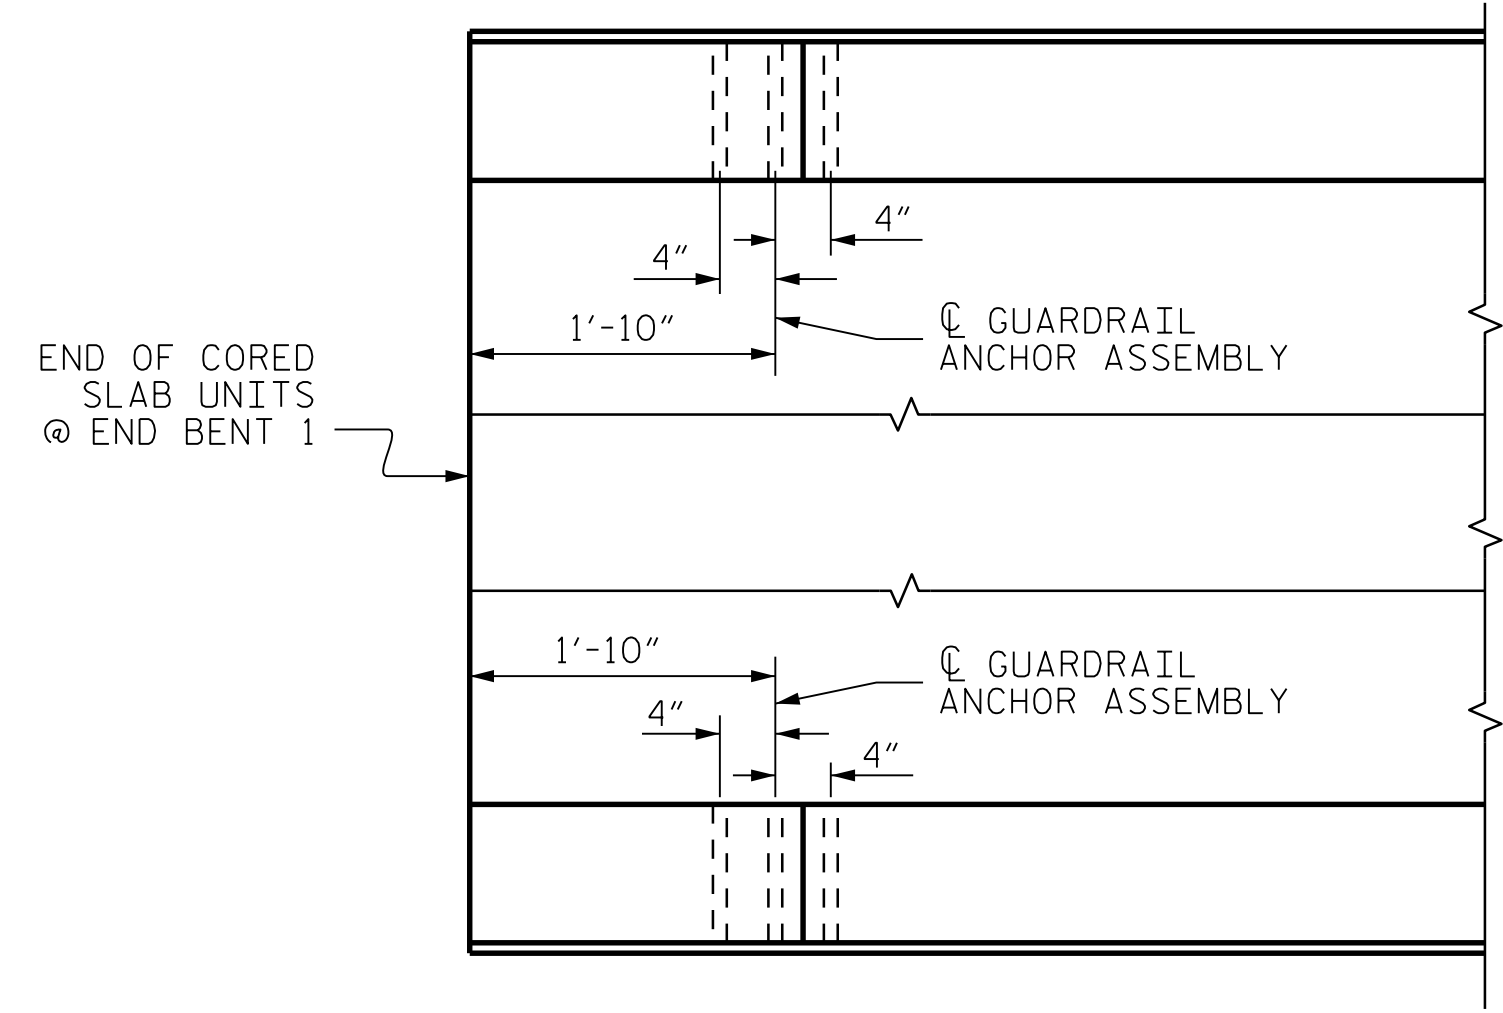 4"
4"
1'-10"
℄ GUARDRAIL
ANCHOR ASSEMBLY
END OF CORED
SLAB UNITS
@ END BENT 1
1'-10"
℄ GUARDRAIL
ANCHOR ASSEMBLY
4"
4"